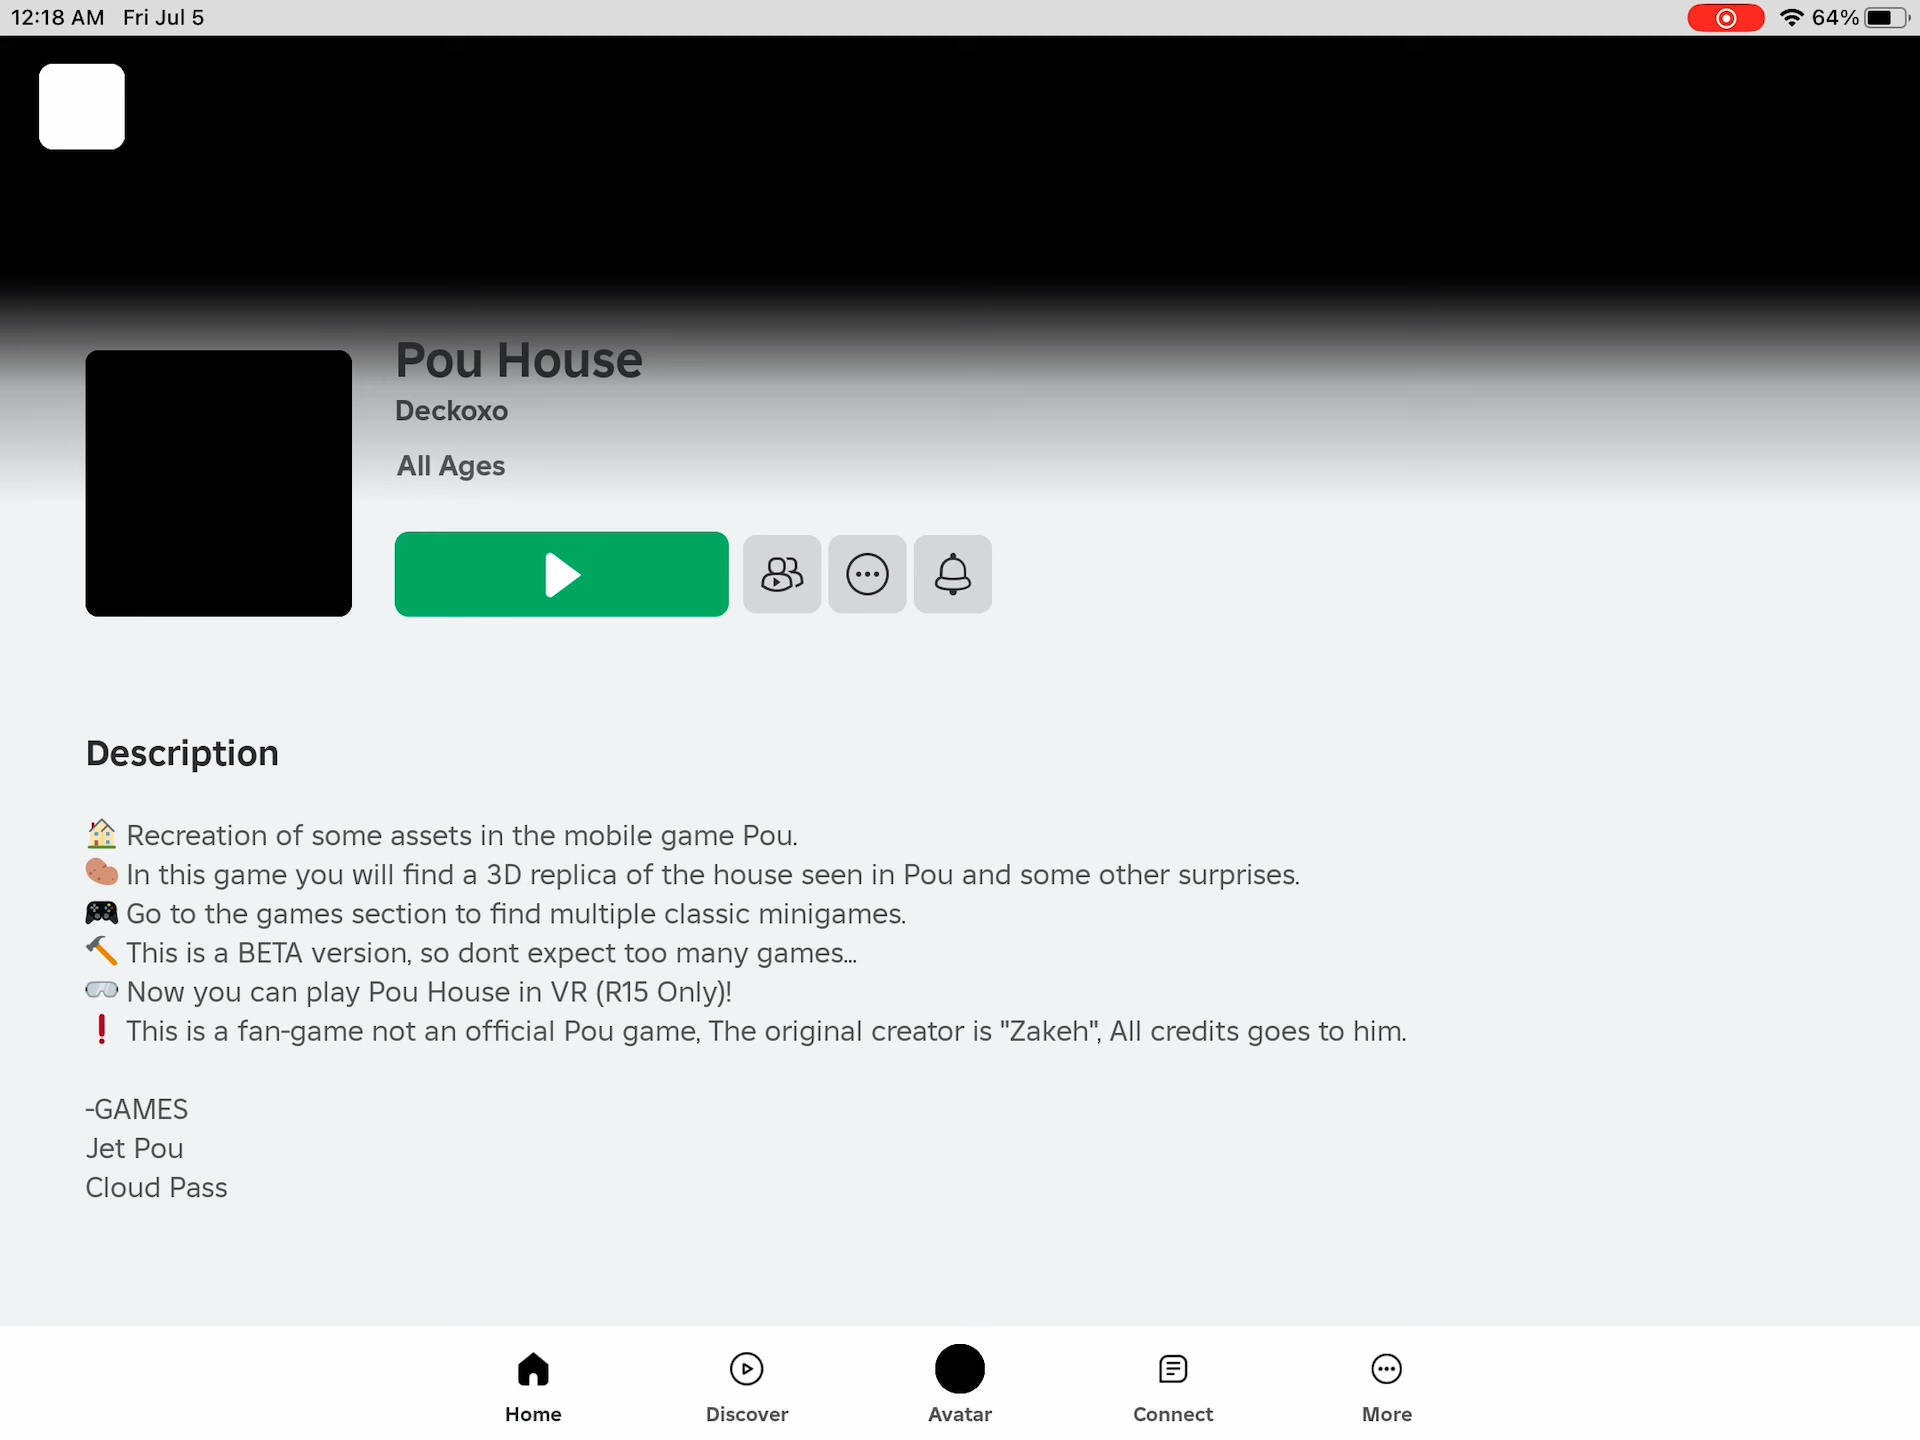 12:18 AM Fri Jul 5
64%
Pou House
Deckoxo
All Ages
Description
🏠 Recreation of some assets in the mobile game Pou.
🥔 In this game you will find a 3D replica of the house seen in Pou and some other surprises.
🎮 Go to the games section to find multiple classic minigames.
🔨 This is a BETA version, so dont expect too many games...
🥽 Now you can play Pou House in VR (R15 Only)!
❗ This is a fan-game not an official Pou game, The original creator is "Zakeh", All credits goes to him.
-GAMES
Jet Pou
Cloud Pass
Home Discover Avatar Connect More